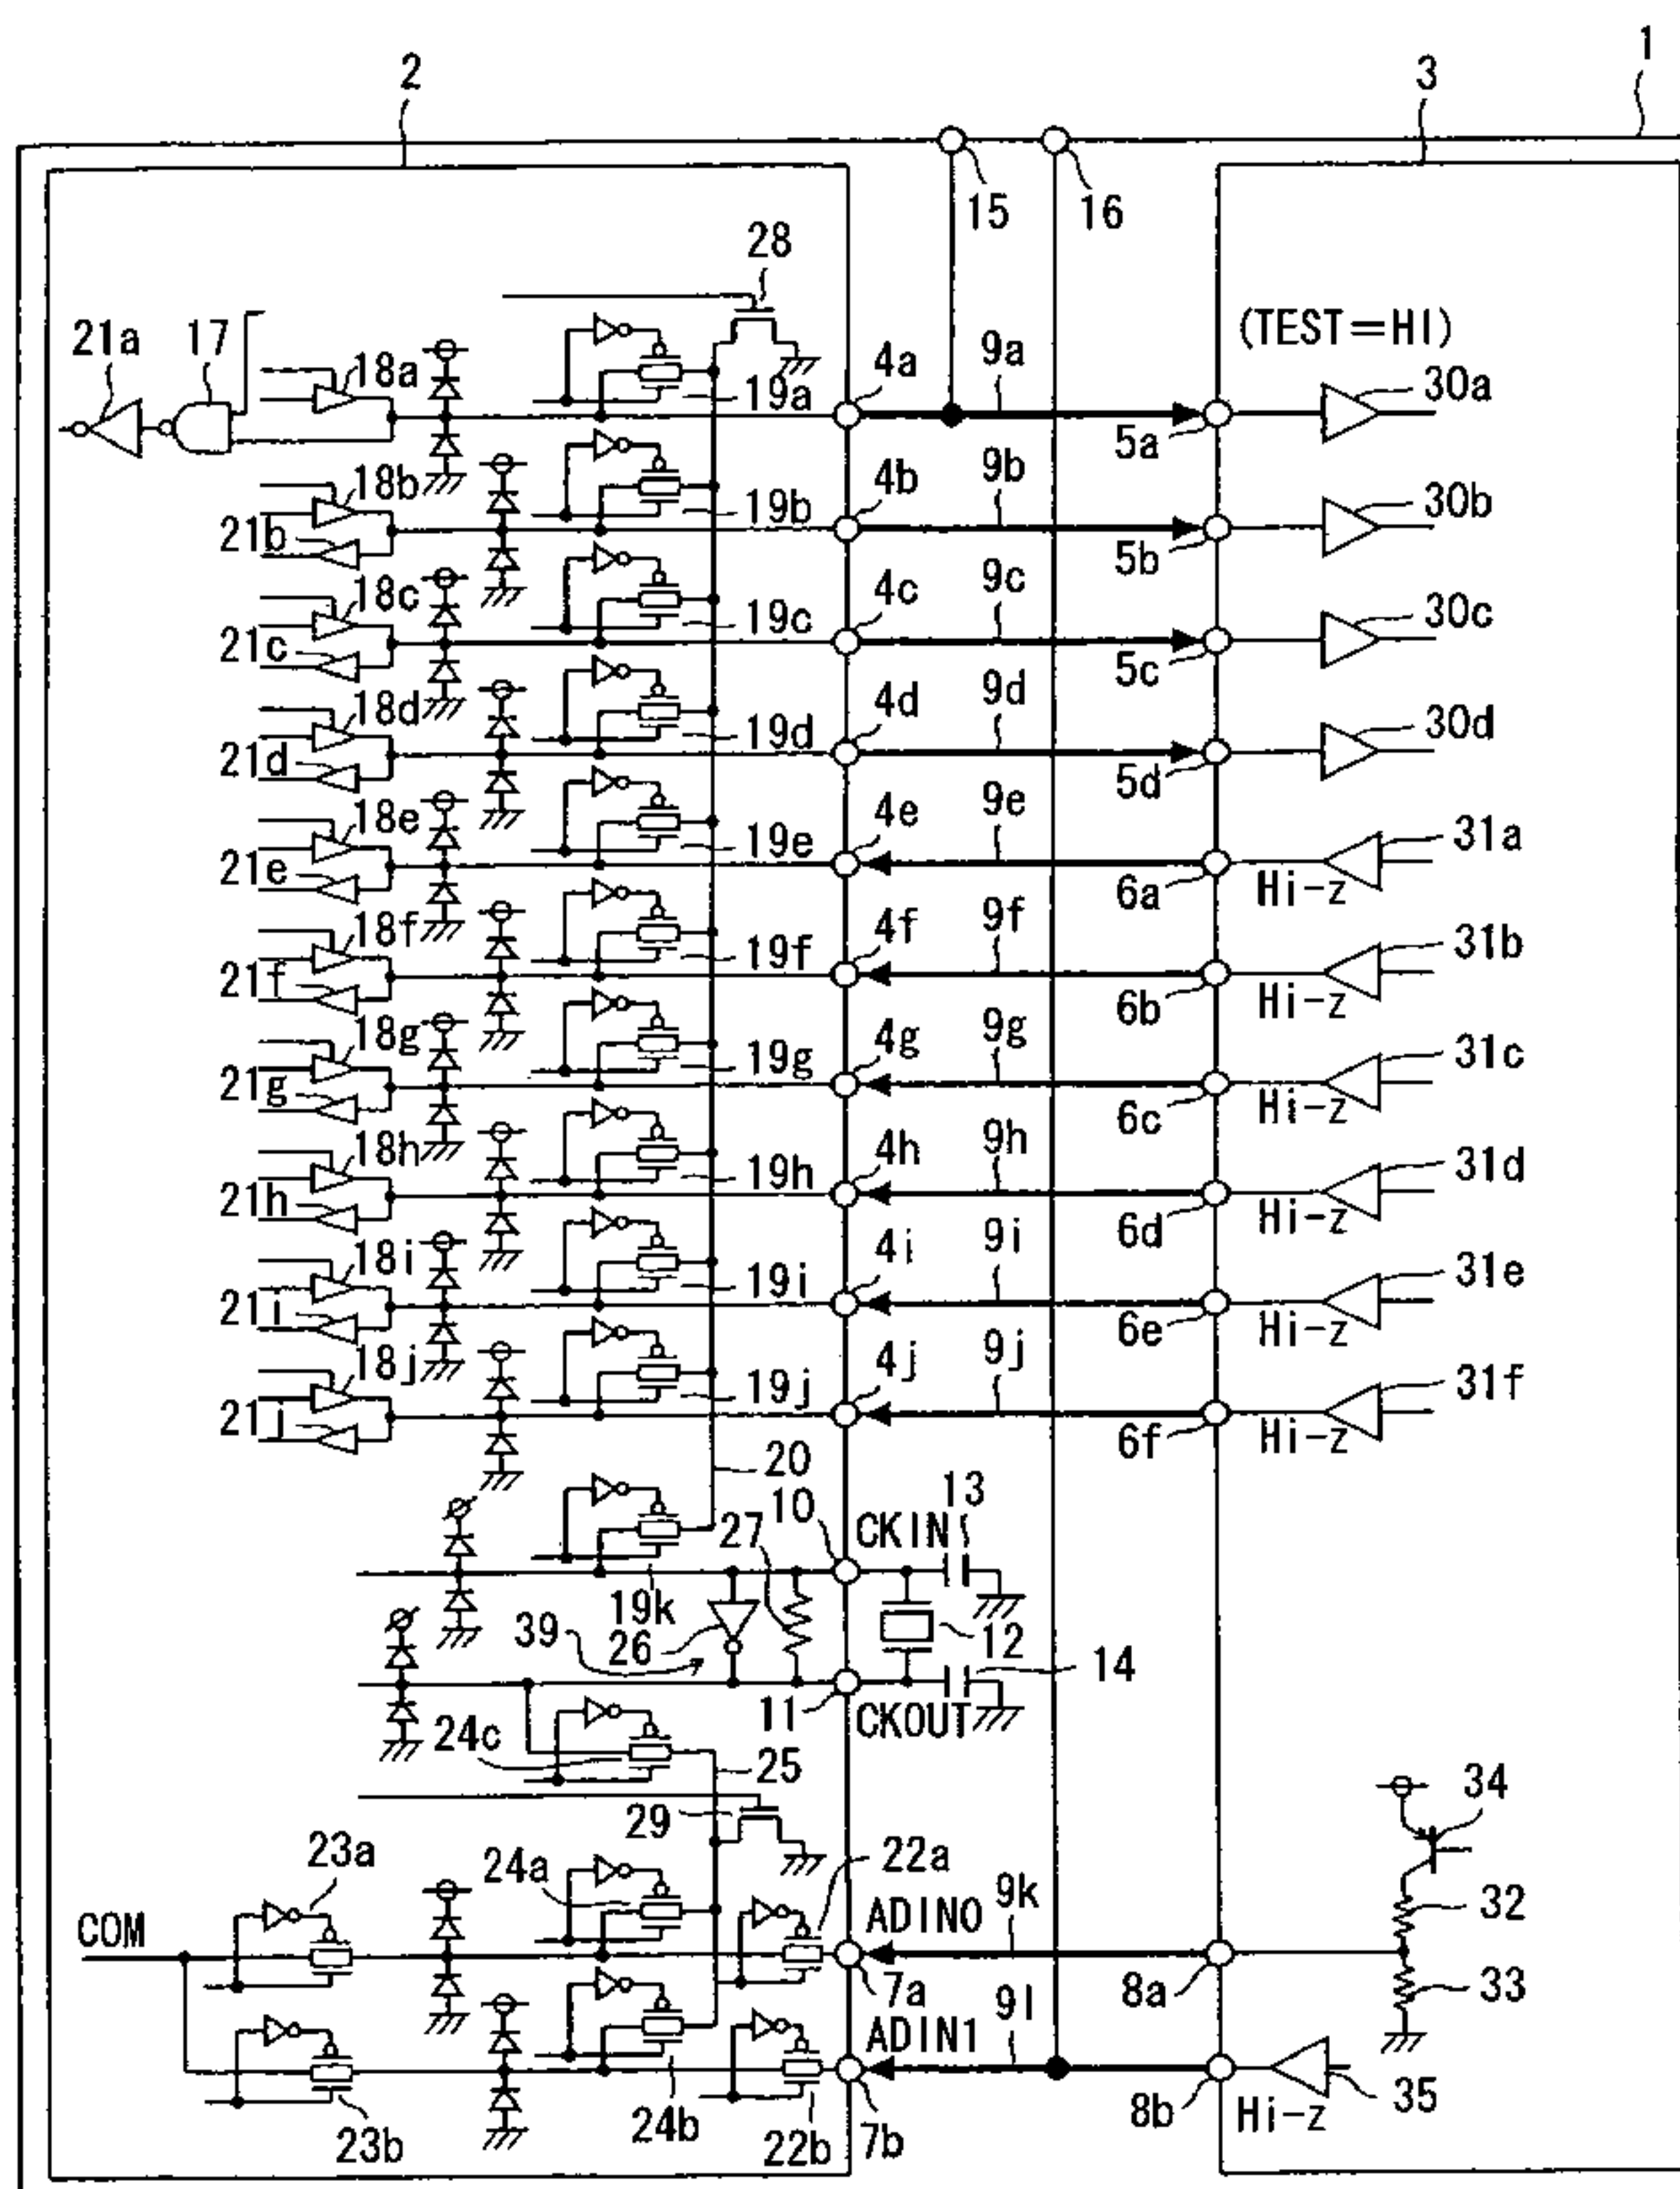 1
2
3
15
16
28
(TEST=HI)
21a
17
18a
19a
4a
9a
5a
30a
18b
21b
19b
4b
9b
5b
30b
18c
21c
19c
4c
9c
5c
30c
18d
21d
19d
4d
9d
5d
30d
18e
21e
19e
4e
9e
6a
Hi-z
31a
18f
21f
19f
4f
9f
6b
Hi-z
31b
18g
21g
19g
4g
9g
6c
Hi-z
31c
18h
21h
19h
4h
9h
6d
Hi-z
31d
18i
21i
19i
4i
9i
6e
Hi-z
31e
18j
21j
19j
4j
9j
6f
Hi-z
31f
20
10
27
CKIN
13
19k
39
26
12
14
11
CKOUT
24c
25
29
34
23a
24a
22a
COM
ADIN0
9k
32
7a
8a
33
ADIN1
9l
23b
24b
22b
7b
8b
Hi-z
35